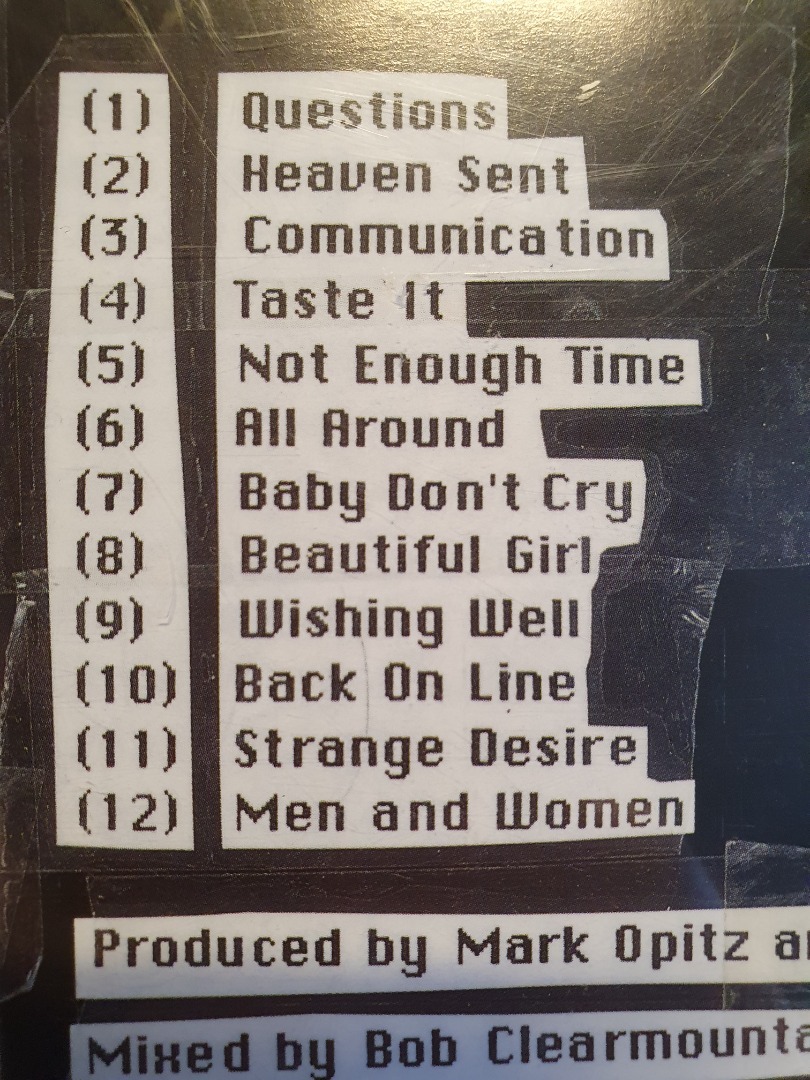 (1) Questions
(2) Heaven Sent
(3) Communication
(4) Taste It
(5) Not Enough Time
(6) All Around
(7) Baby Don't Cry
(8) Beautiful Girl
(9) Wishing Well
(10) Back On Line
(11) Strange Desire
(12) Men and Women
Produced by Mark Opitz
Mixed by Bob